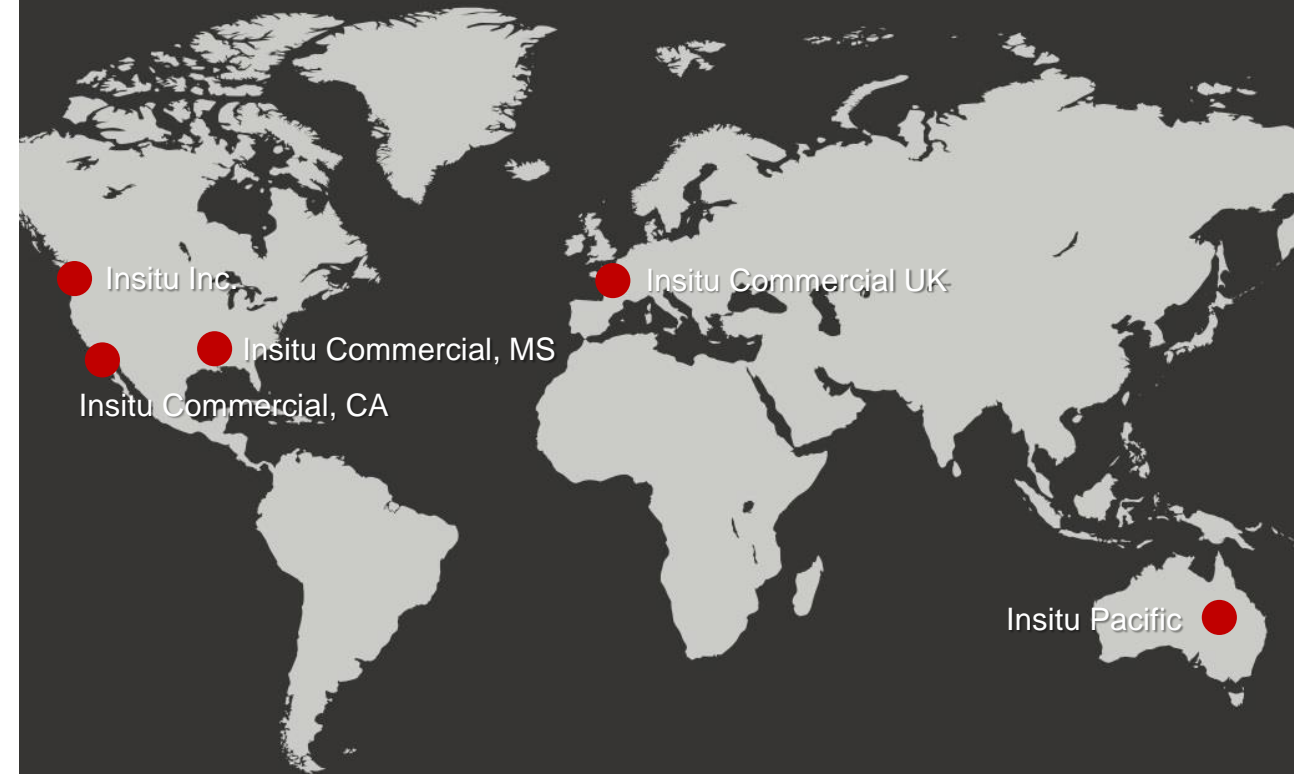 Insitu Inc.
Insitu Commercial UK
Insitu Commercial, MS
Insitu Commercial, CA
Insitu Pacific